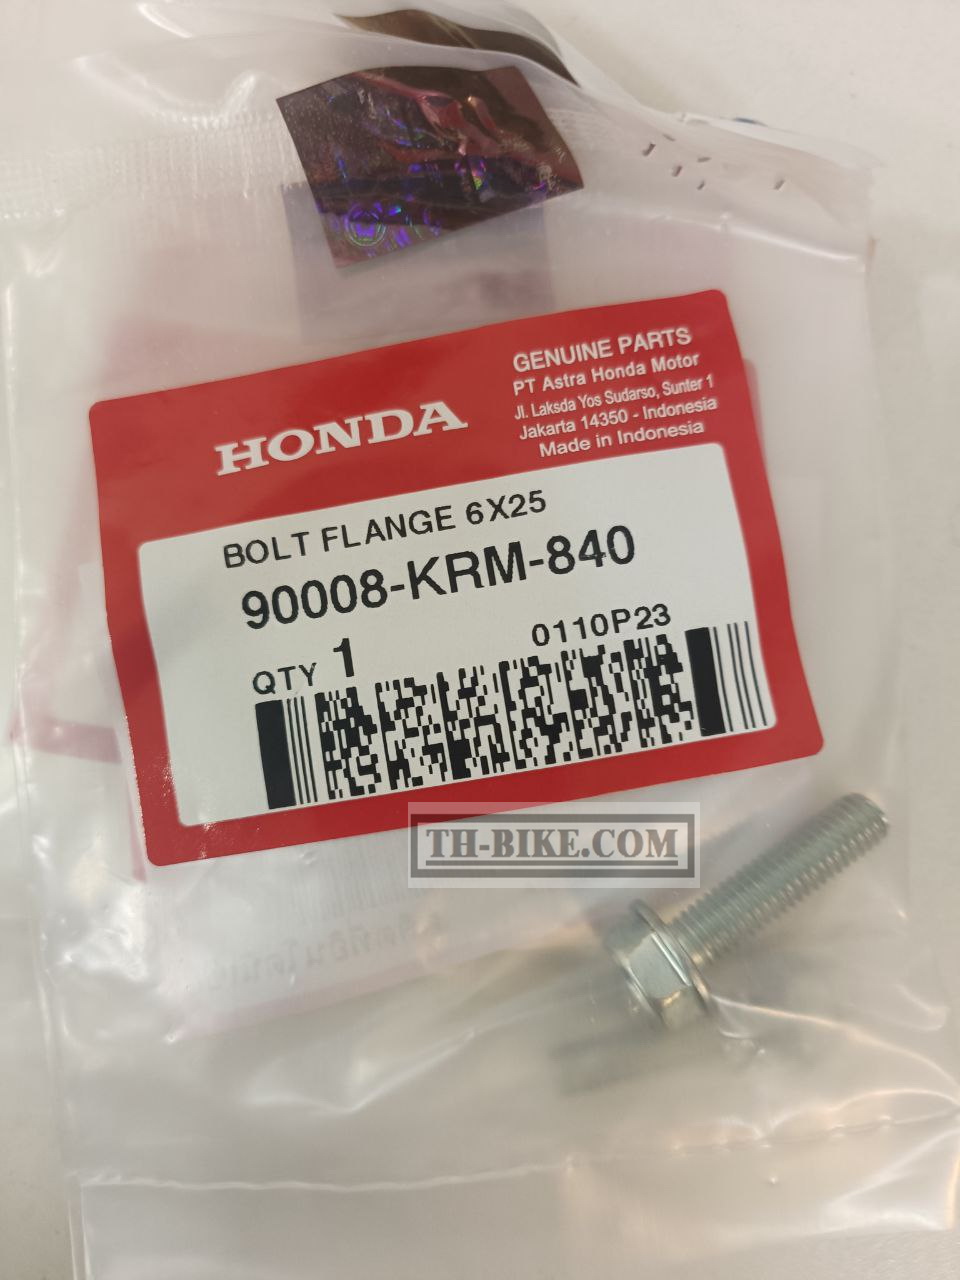 GENUINE PARTS
PT Astra Honda Motor
Jl. Laksda Yos Sudarso, Sunter 1
Jakarta 14350 - Indonesia
Made in Indonesia
HONDA
BOLT FLANGE 6X25
90008-KRM-840
QTY 1
0110P23
TH-BIKE.COM